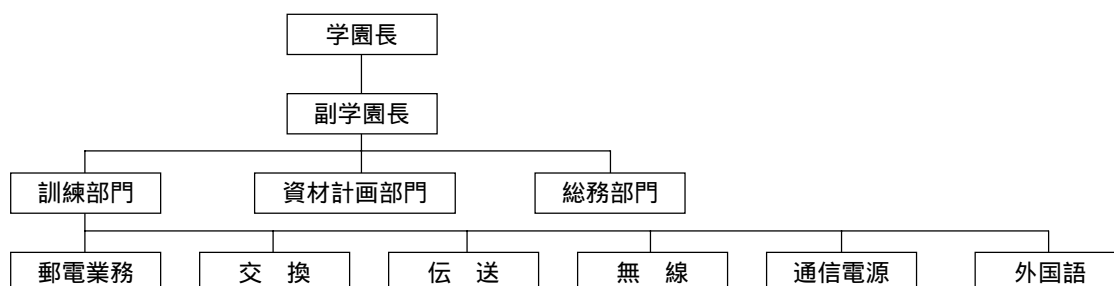 学園長
副学園長
訓練部門 資材計画部門 総務部門
郵電業務 交　換 伝　送 無　線 通信電源 外国語